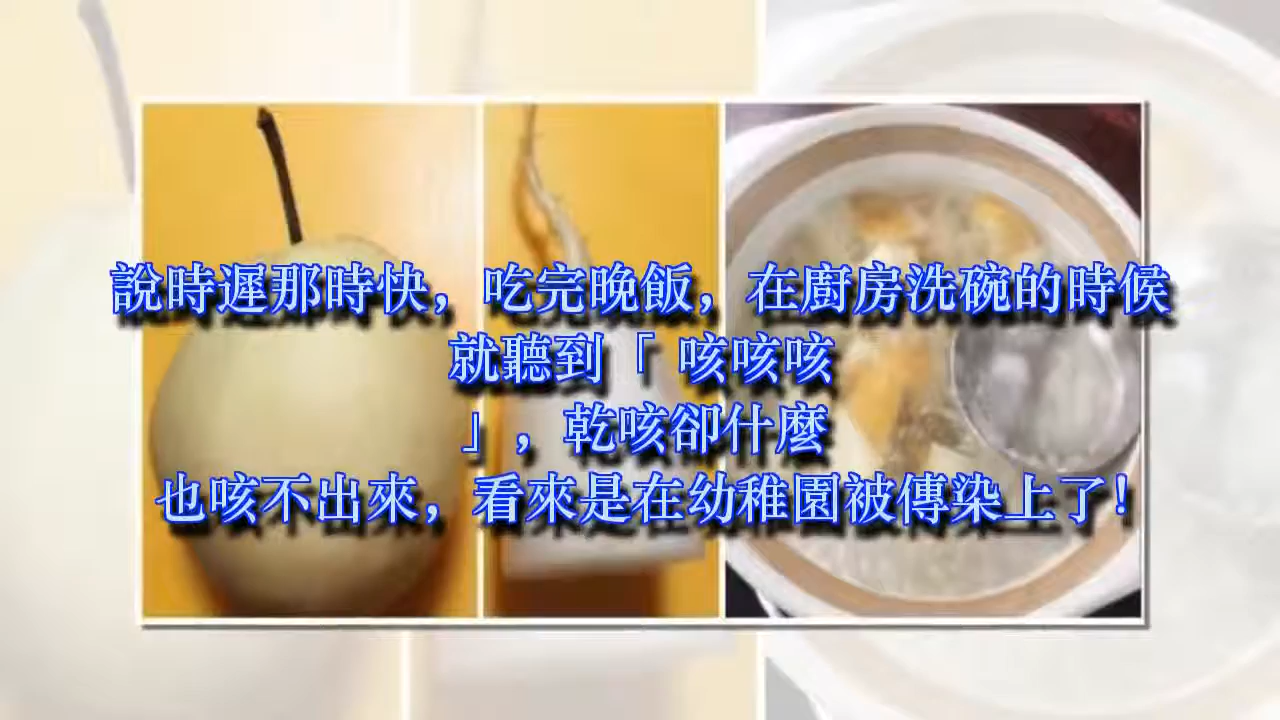 說時遲那時快，吃完晚飯，在廚房洗碗的時候
就聽到「 咳咳咳
」，乾咳卻什麼
也咳不出來，看來是在幼稚園被傳染上了!